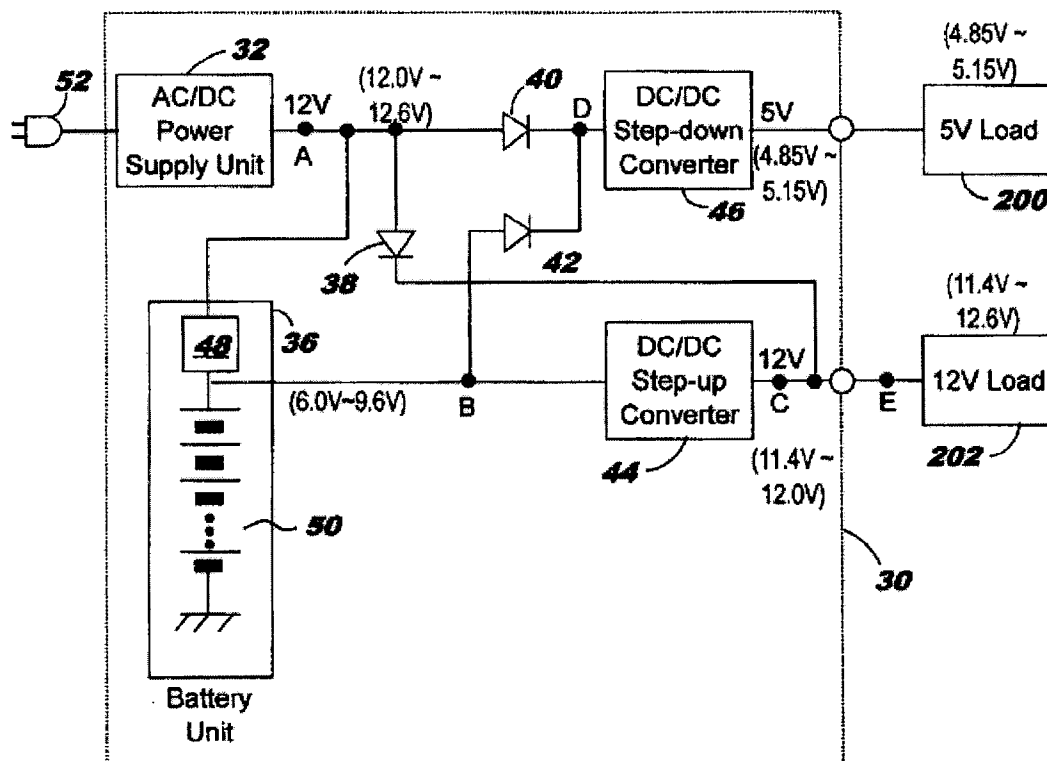 52
32
AC/DC
Power
Supply Unit
12V
A
(12.0V ~
12.6V)
40
D
DC/DC
Step-down
Converter
46
5V
(4.85V ~
5.15V)
(4.85V ~
5.15V)
5V Load
200
38
42
48
36
(6.0V~9.6V)
B
DC/DC
Step-up
Converter
44
12V
C
(11.4V ~
12.0V)
E
(11.4V ~
12.6V)
12V Load
202
50
30
Battery
Unit